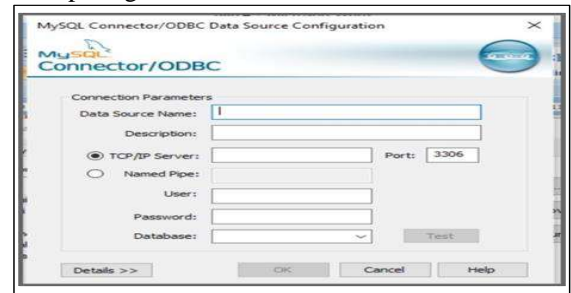 MySQL Connector/ODBC Data Source Configuration
MySQL
Connector/ODBC
Connection Parameters
Data Source Name:
Description:
TCP/IP Server: Port: 3306
Named Pipe:
User:
Password:
Database: Test
Details >> OK Cancel Help